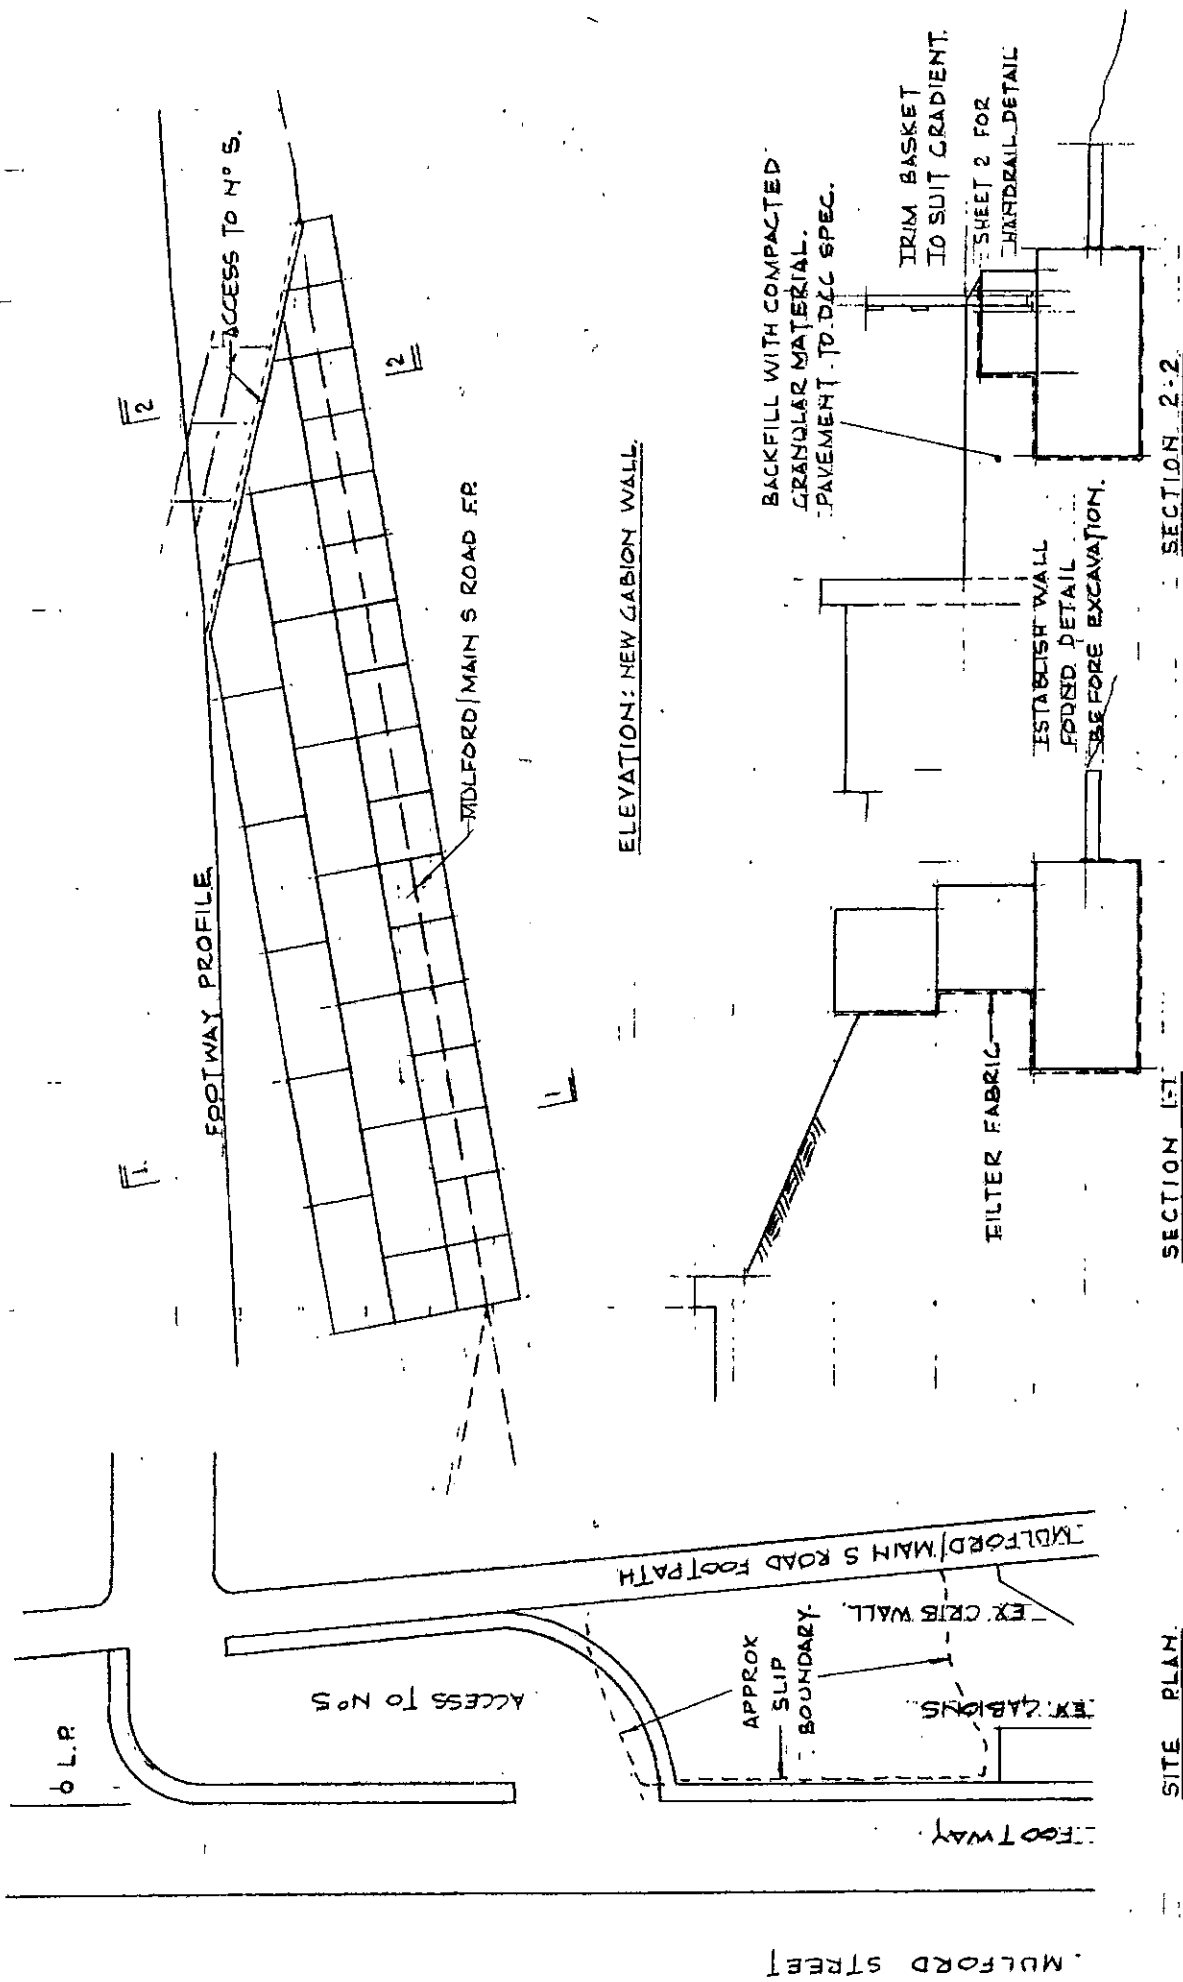 FOOTWAY PROFILE
ACCESS TO Nº 5.
1
2
2
1
MULFORD/MAIN S ROAD F.P.
ELEVATION: NEW GABION WALL.
FILTER FABRIC
SECTION 1-1
BACKFILL WITH COMPACTED
GRANULAR MATERIAL.
PAVEMENT TO DCC SPEC.
TRIM BASKET
TO SUIT GRADIENT.
SHEET 2 FOR
HANDRAIL DETAIL
ESTABLISH WALL
FOUND DETAIL
BEFORE EXCAVATION.
SECTION 2-2
L.P.
ACCESS TO Nº5
MULFORD/MAIN S ROAD FOOTPATH
EX. CRIB WALL.
APPROX
SLIP
BOUNDARY.
EX. GABIONS.
FOOTWAY
MULFORD STREET
SITE PLAN.